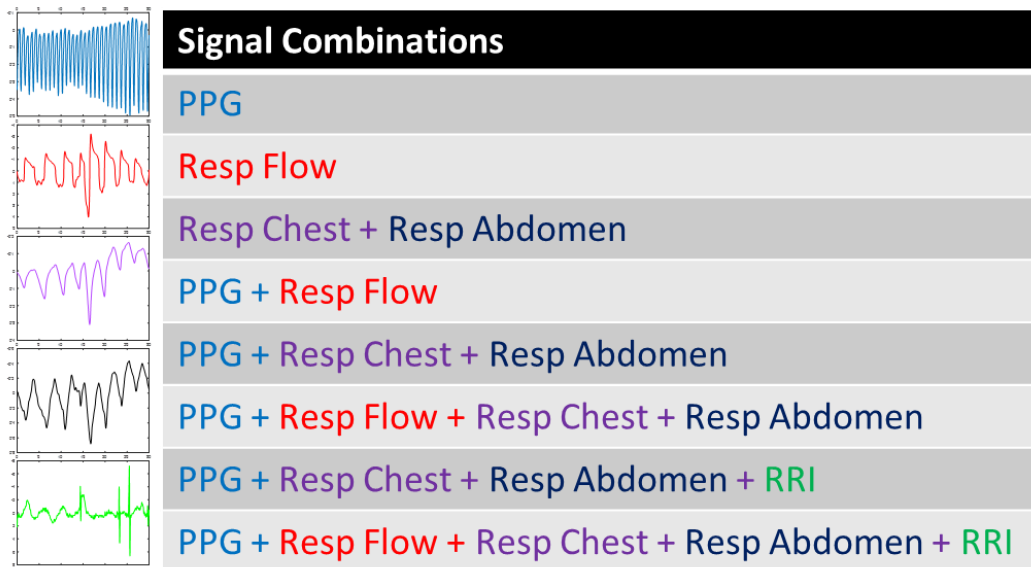 Signal Combinations
PPG
Resp Flow
Resp Chest + Resp Abdomen
PPG + Resp Flow
PPG + Resp Chest + Resp Abdomen
PPG + Resp Flow + Resp Chest + Resp Abdomen
PPG + Resp Chest + Resp Abdomen + RRI
PPG + Resp Flow + Resp Chest + Resp Abdomen + RRI